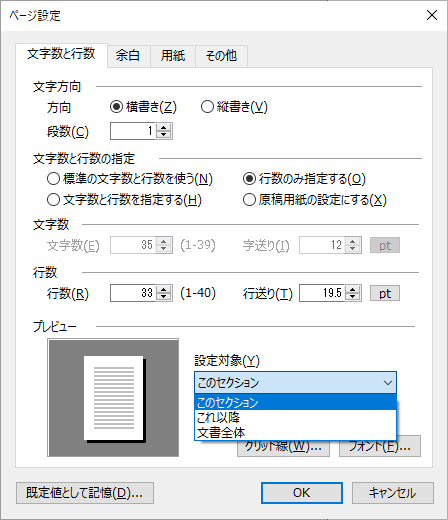 ページ設定
文字数と行数 余白 用紙 その他
文字方向
方向 横書き(Z) 縦書き(V)
段数(C) 1
文字数と行数の指定
標準の文字数と行数を使う(N) 行数のみ指定する(O)
文字数と行数を指定する(H) 原稿用紙の設定にする(X)
文字数
文字数(E) 35 (1-39) 字送り(I) 12 pt
行数
行数(R) 33 (1-40) 行送り(T) 19.5 pt
プレビュー
設定対象(Y)
このセクション
このセクション
これ以降
文書全体
グリッド線(W)... フォント(F)...
既定値として記憶(D)... OK キャンセル